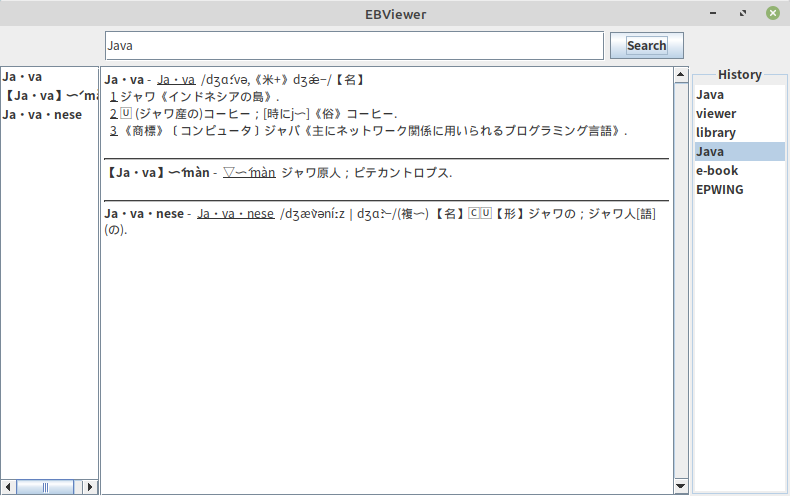 EBViewer
Java
Search
Ja・va
【Ja・va】〜´mà
Ja・va・nese
Ja・va - Ja・va /dʒɑ́ːvə,《米+》dʒǽ−/【名】
1 ジャワ《インドネシアの島》.
2 U (ジャワ産の)コーヒー；[時にj〜]《俗》コーヒー.
3 《商標》〔コンピュータ〕ジャバ《主にネットワーク関係に用いられるプログラミング言語》.
【Ja・va】〜´màn - ▽〜´màn ジャワ原人；ピテカントロプス.
Ja・va・nese - Ja・va・nese /dʒæ̀vəníːz | dʒɑ̀ː−/(複〜)【名】C U【形】ジャワの；ジャワ人[語]
(の).
History
Java
viewer
library
Java
e-book
EPWING